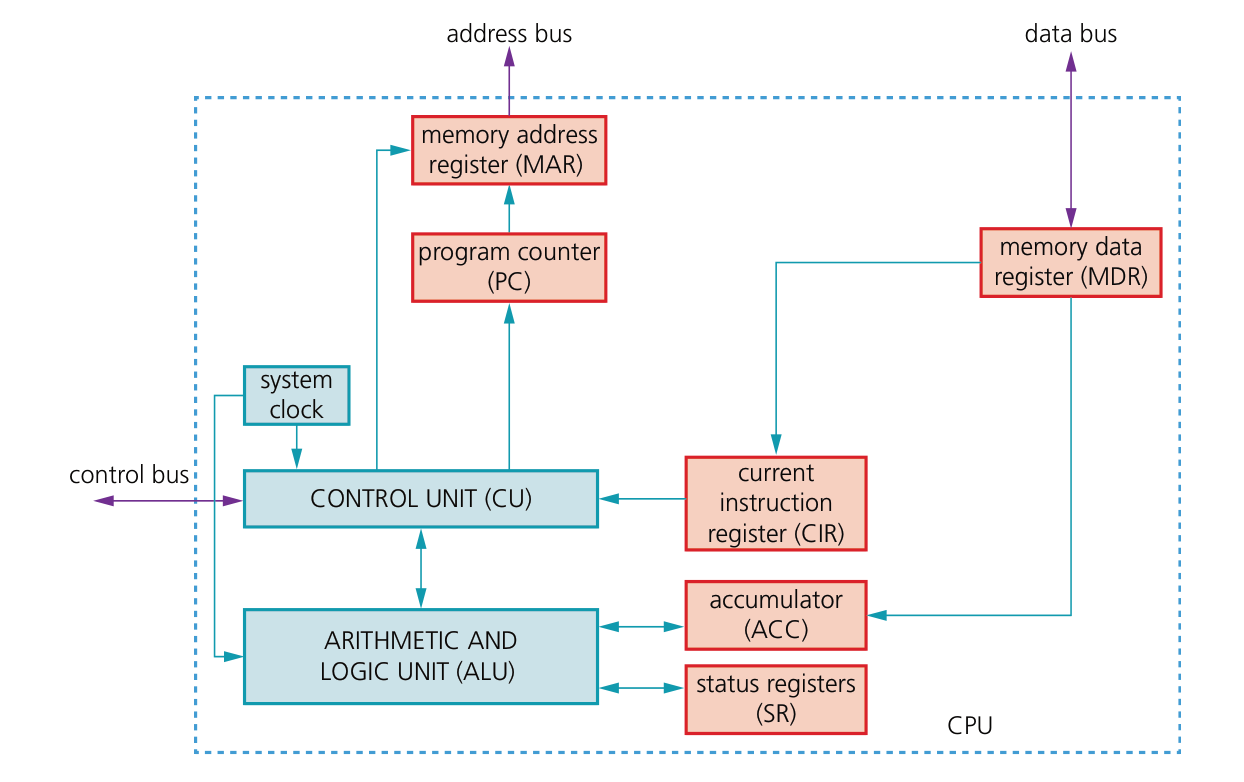 address bus
data bus
memory address
register (MAR)
program counter
(PC)
memory data
register (MDR)
system
clock
control bus
CONTROL UNIT (CU)
current
instruction
register (CIR)
ARITHMETIC AND
LOGIC UNIT (ALU)
accumulator
(ACC)
status registers
(SR)
CPU